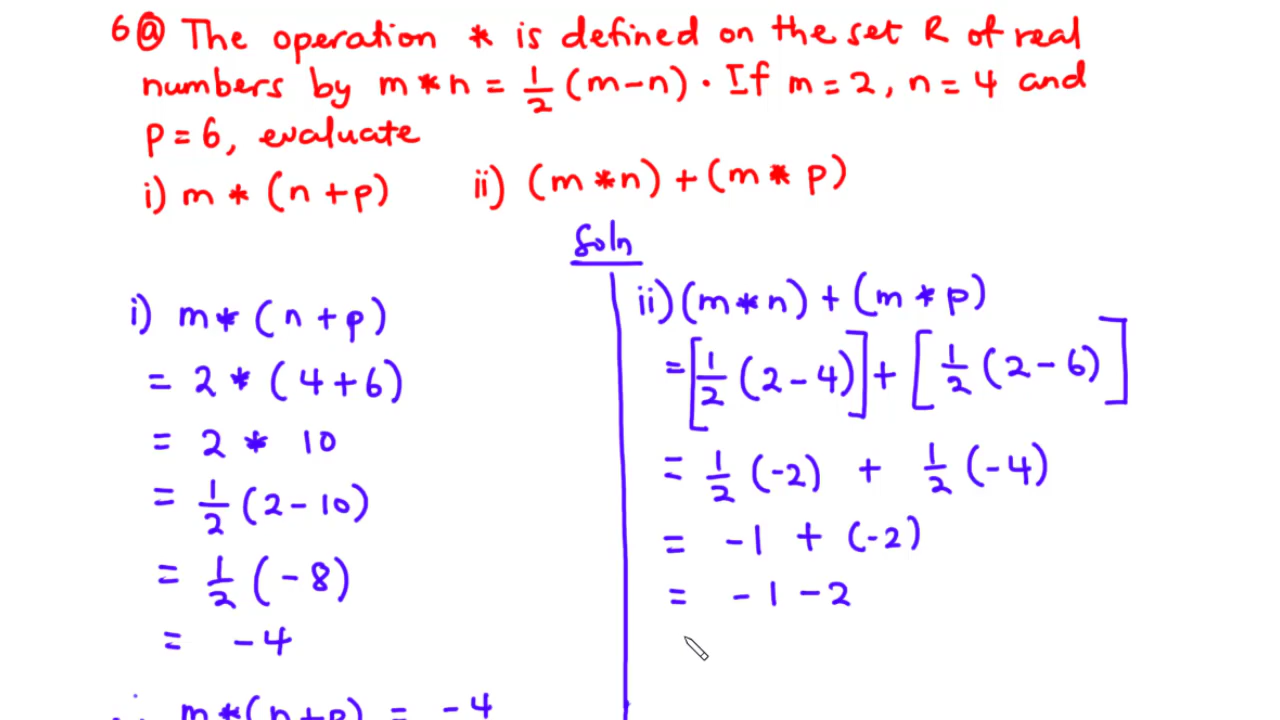 6 ⓐ The operation * is defined on the set R of real
numbers by m * n = 1/2 (m - n) . If m = 2, n = 4 and
p = 6, evaluate
i) m * (n + p) ii) (m * n) + (m * p)
Soln
i) m * (n + p)
= 2 * (4 + 6)
= 2 * 10
= 1/2 (2 - 10)
= 1/2 (-8)
= -4
∴ m * (n + p) = -4
ii) (m * n) + (m * p)
= [1/2 (2 - 4)] + [1/2 (2 - 6)]
= 1/2 (-2) + 1/2 (-4)
= -1 + (-2)
= -1 - 2